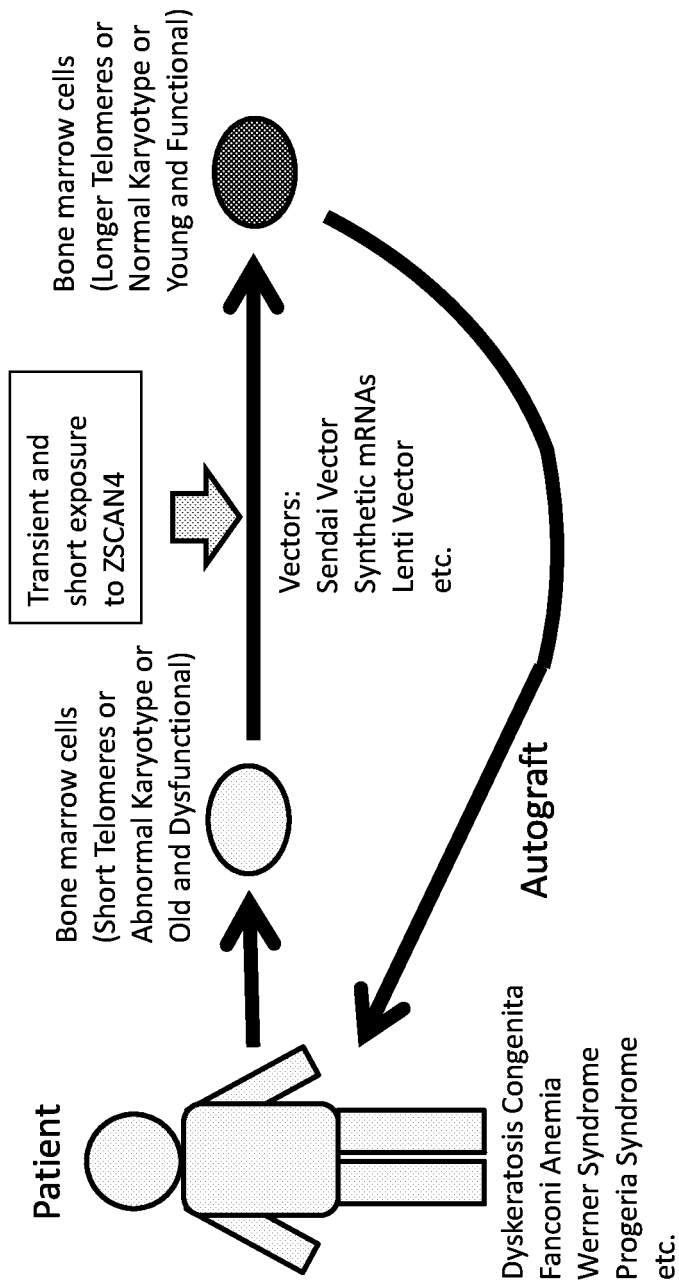 Patient
Dyskeratosis Congenita
Fanconi Anemia
Werner Syndrome
Progeria Syndrome
etc.
Bone marrow cells
(Short Telomeres or
Abnormal Karyotype or
Old and Dysfunctional)
Transient and
short exposure
to ZSCAN4
Vectors:
Sendai Vector
Synthetic mRNAs
Lenti Vector
etc.
Bone marrow cells
(Longer Telomeres or
Normal Karyotype or
Young and Functional)
Autograft